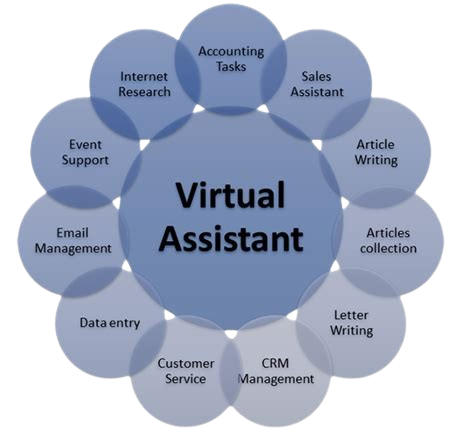 Accounting
Tasks
Sales
Assistant
Article
Writing
Articles
collection
Letter
Writing
CRM
Management
Customer
Service
Data entry
Email
Management
Event
Support
Internet
Research
Virtual
Assistant